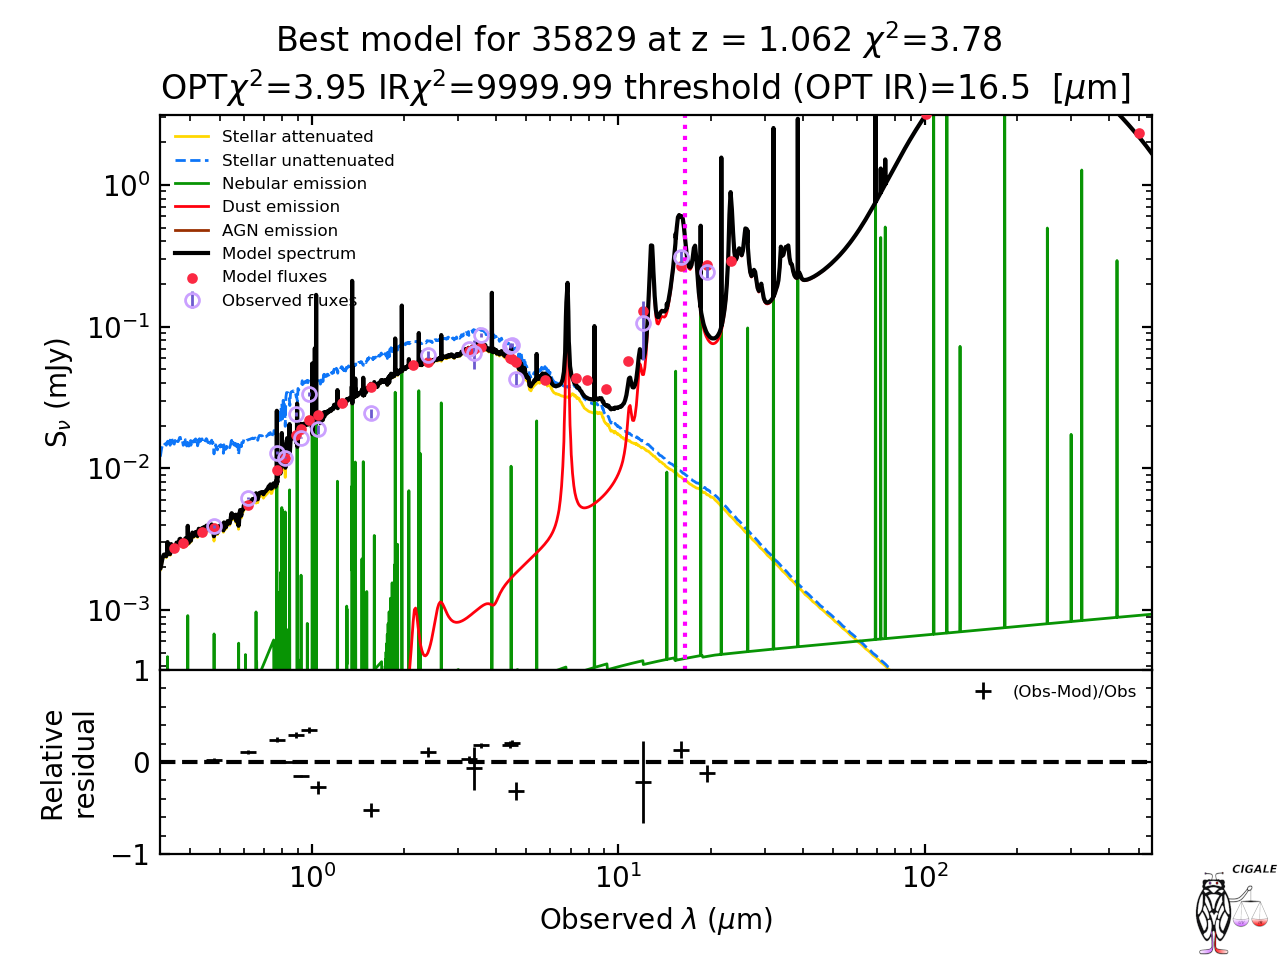 Best model for 35829 at z = 1.062 χ²=3.78
OPTχ²=3.95 IRχ²=9999.99 threshold (OPT IR)=16.5 [μm]
Stellar attenuated
Stellar unattenuated
Nebular emission
Dust emission
AGN emission
Model spectrum
Model fluxes
Observed fluxes
10⁰
10⁻¹
10⁻²
10⁻³
S_ν (mJy)
1
0
−1
Relative
residual
(Obs-Mod)/Obs
10⁰ 10¹ 10²
Observed λ (μm)
CIGALE